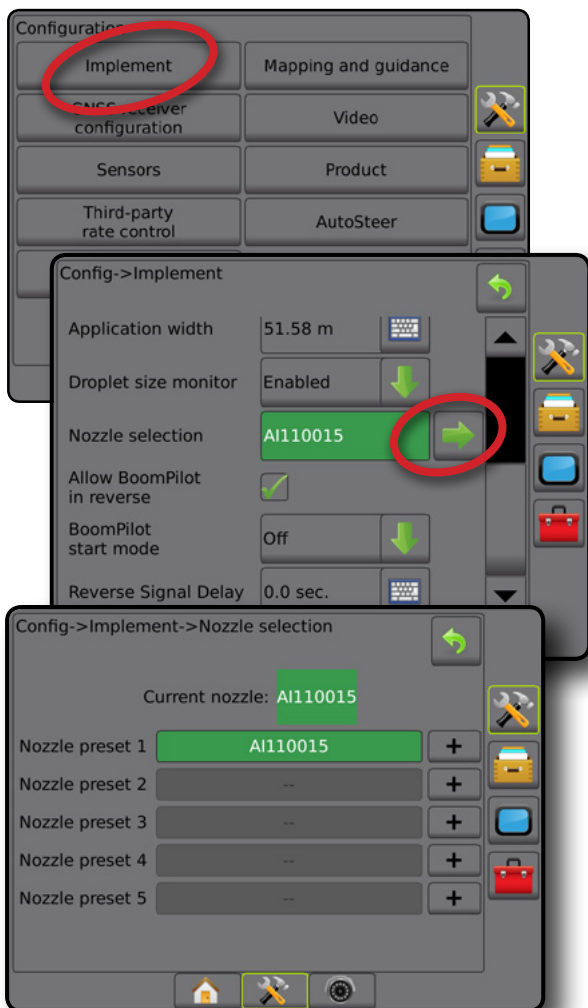 Configuration
Implement
Mapping and guidance
GNSS receiver
configuration
Video
Sensors
Product
Third-party
rate control
AutoSteer
Config->Implement
Application width
51.58 m
Droplet size monitor
Enabled
Nozzle selection
AI110015
Allow BoomPilot
in reverse
BoomPilot
start mode
Off
Reverse Signal Delay
0.0 sec.
Config->Implement->Nozzle selection
Current nozzle: AI110015
Nozzle preset 1 AI110015 +
Nozzle preset 2 -- +
Nozzle preset 3 -- +
Nozzle preset 4 -- +
Nozzle preset 5 -- +